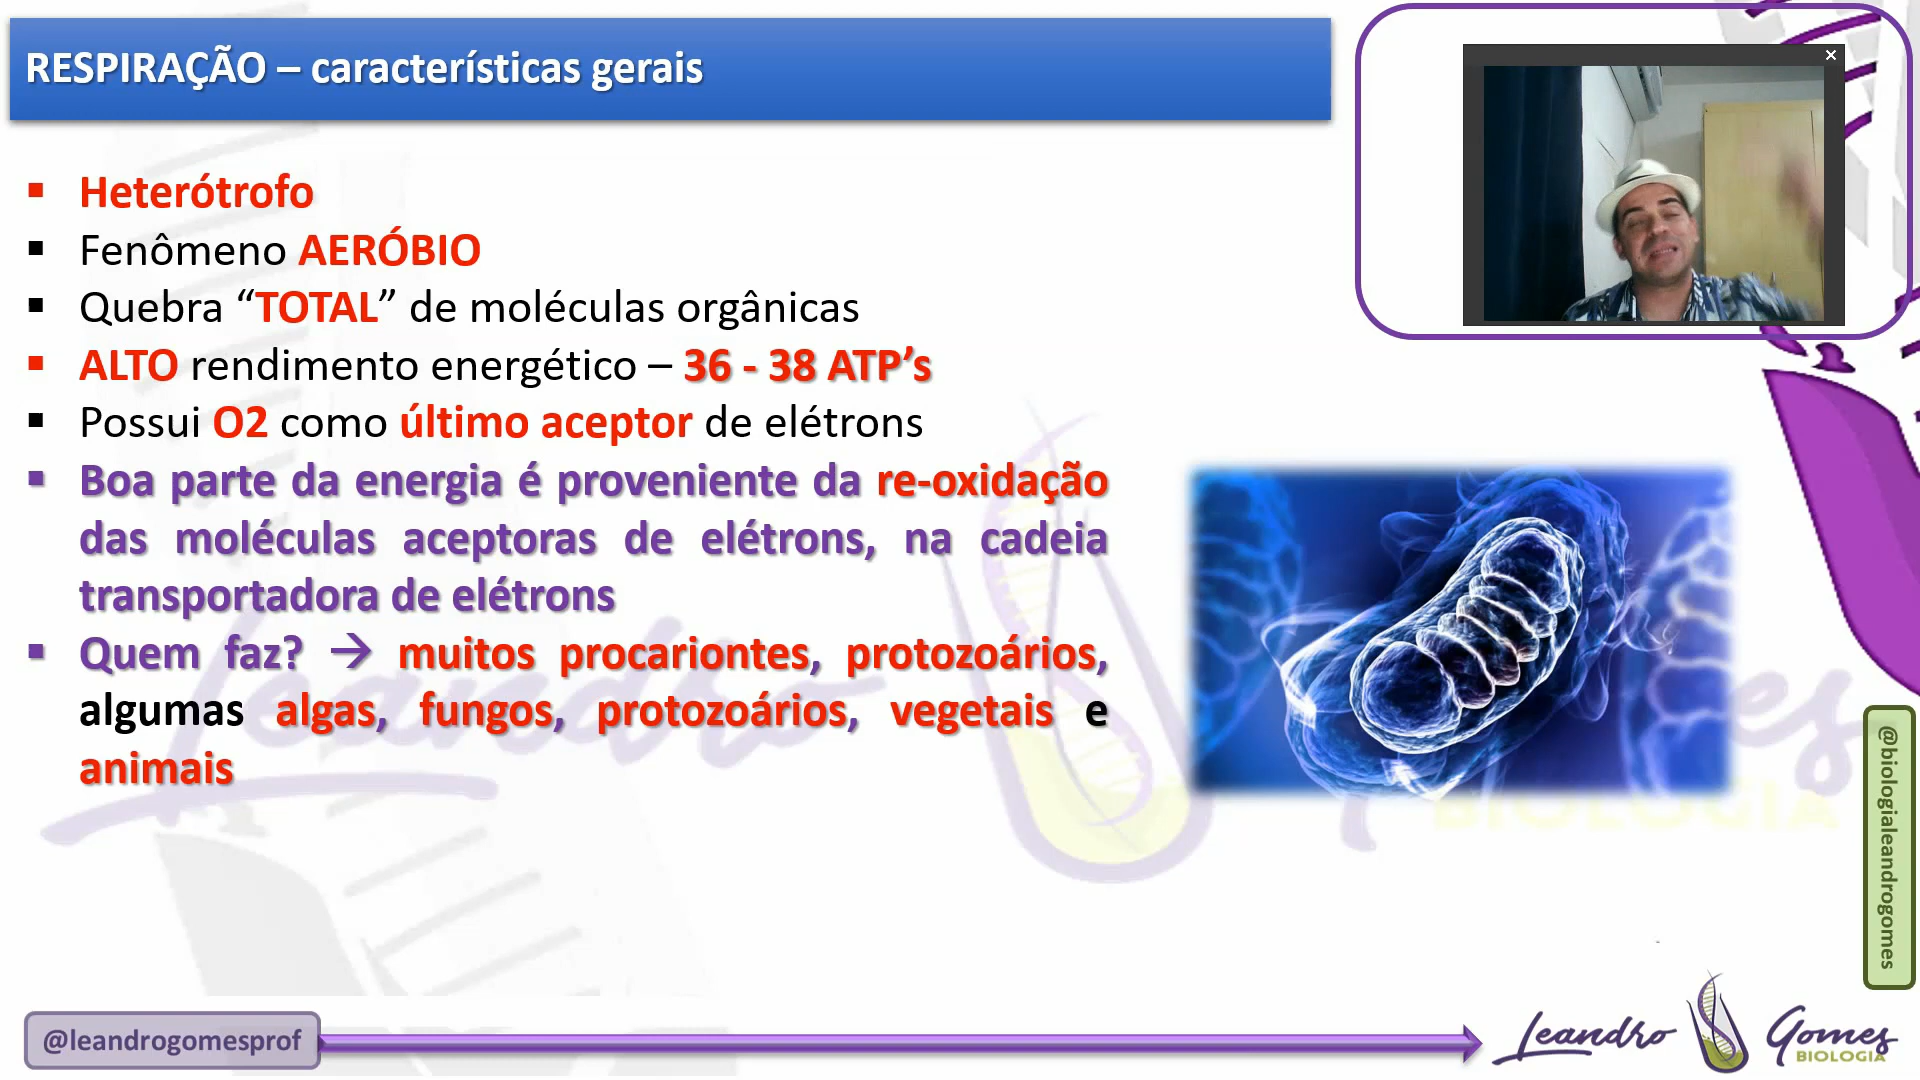 RESPIRAÇÃO – características gerais
Heterótrofo
Fenômeno AERÓBIO
Quebra “TOTAL” de moléculas orgânicas
ALTO rendimento energético – 36 - 38 ATP’s
Possui O2 como último aceptor de elétrons
Boa parte da energia é proveniente da re-oxidação
das moléculas aceptoras de elétrons, na cadeia
transportadora de elétrons
Quem faz? → muitos procariontes, protozoários,
algumas algas, fungos, protozoários, vegetais e
animais
@biologialeandrogomes
@leandrogomesprof
Leandro Gomes
BIOLOGIA